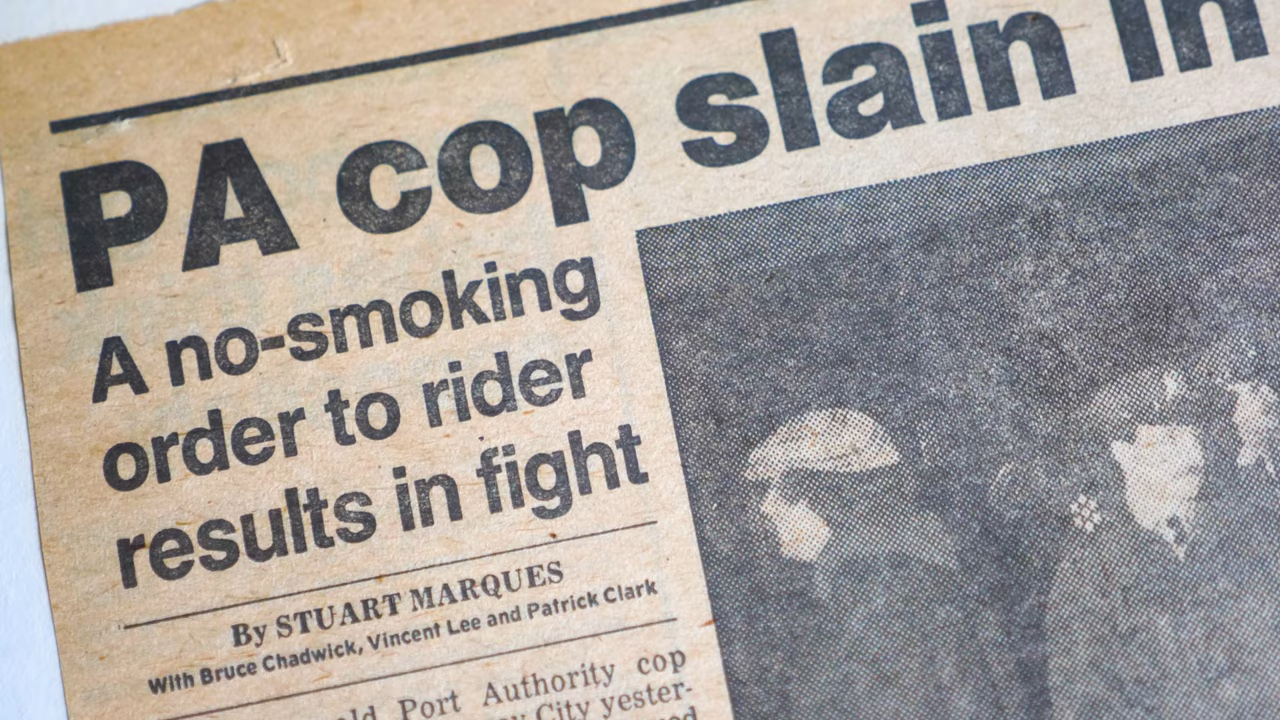 PA cop slain in
A no-smoking
order to rider
results in fight
By STUART MARQUES
With Bruce Chadwick, Vincent Lee and Patrick Clark
Port Authority cop
City yester-